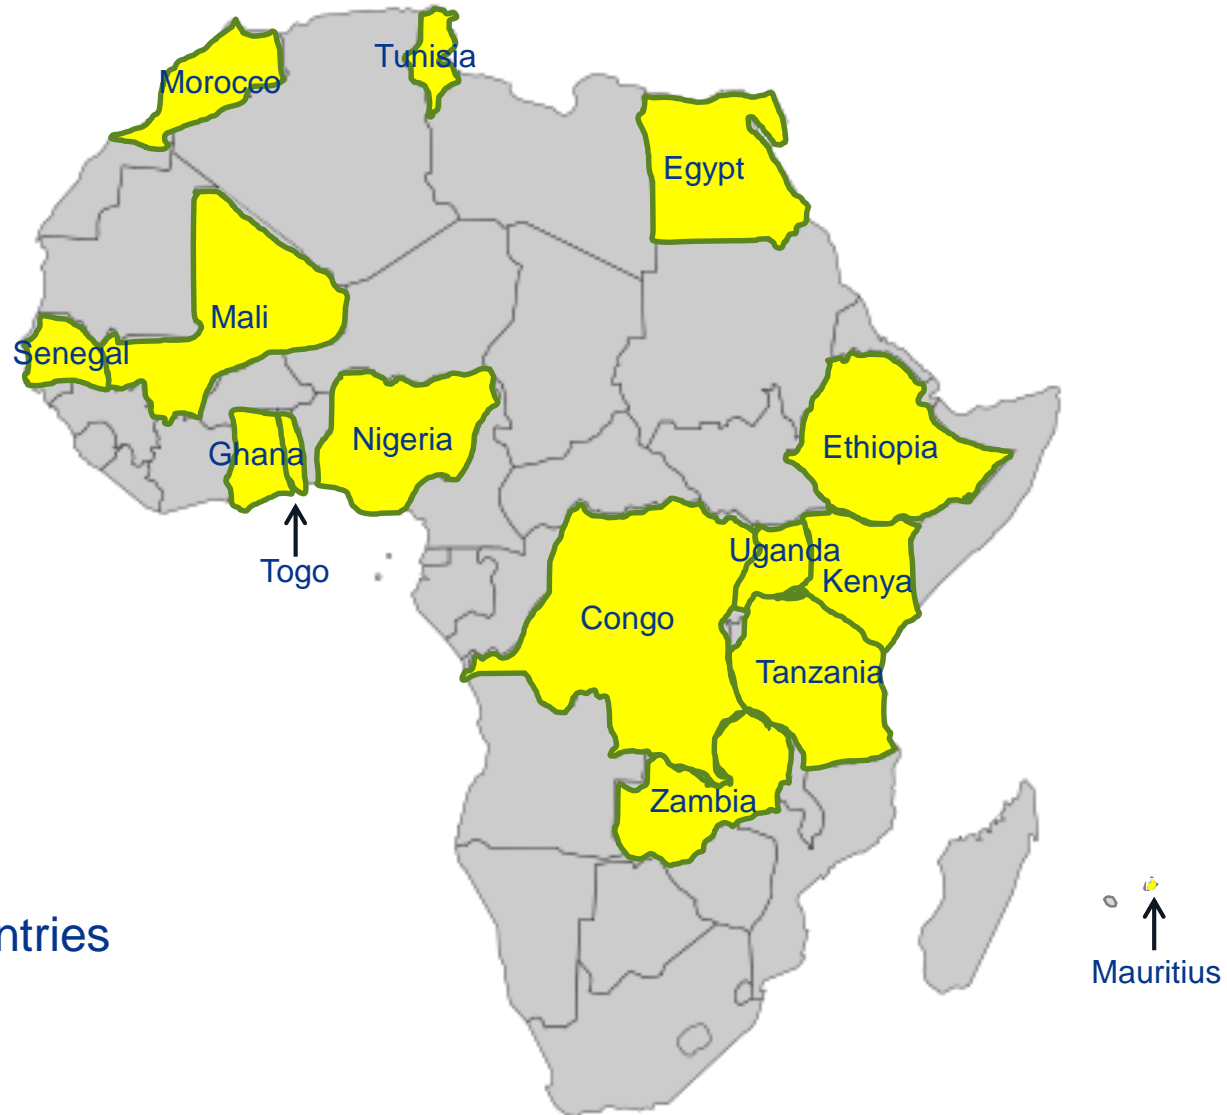 Tunisia
Morocco
Egypt
Mali
Senegal
Nigeria
Ghana
Ethiopia
Togo
Uganda
Kenya
Congo
Tanzania
Zambia
ntries
Mauritius